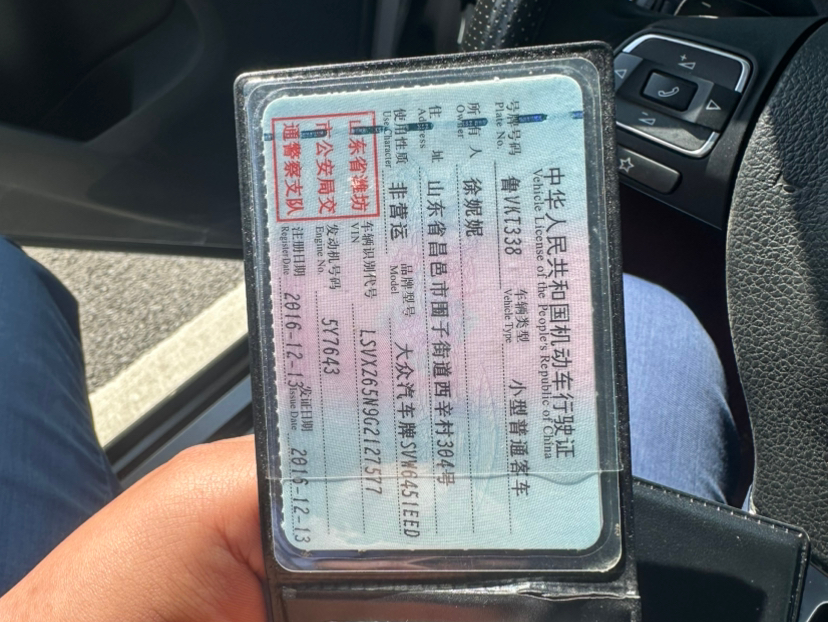 中华人民共和国机动车行驶证
Vehicle License of the People's Republic of China
号牌号码 鲁VKT338 车辆类型 小型普通客车
Plate No. Vehicle Type
所有人 徐妮妮
Owner
住址 山东省昌邑市围子街道西辛村304号
Address
使用性质 非营运 品牌型号 大众汽车牌SVW6451EED
Use Character Model
山东省潍坊
市公安局交
通警察支队
车辆识别代号 LSVXZ65N9G2127577
VIN
发动机号码 5Y7643
Engine No.
注册日期 2016-12-13 发证日期 2016-12-13
Register Date Issue Date